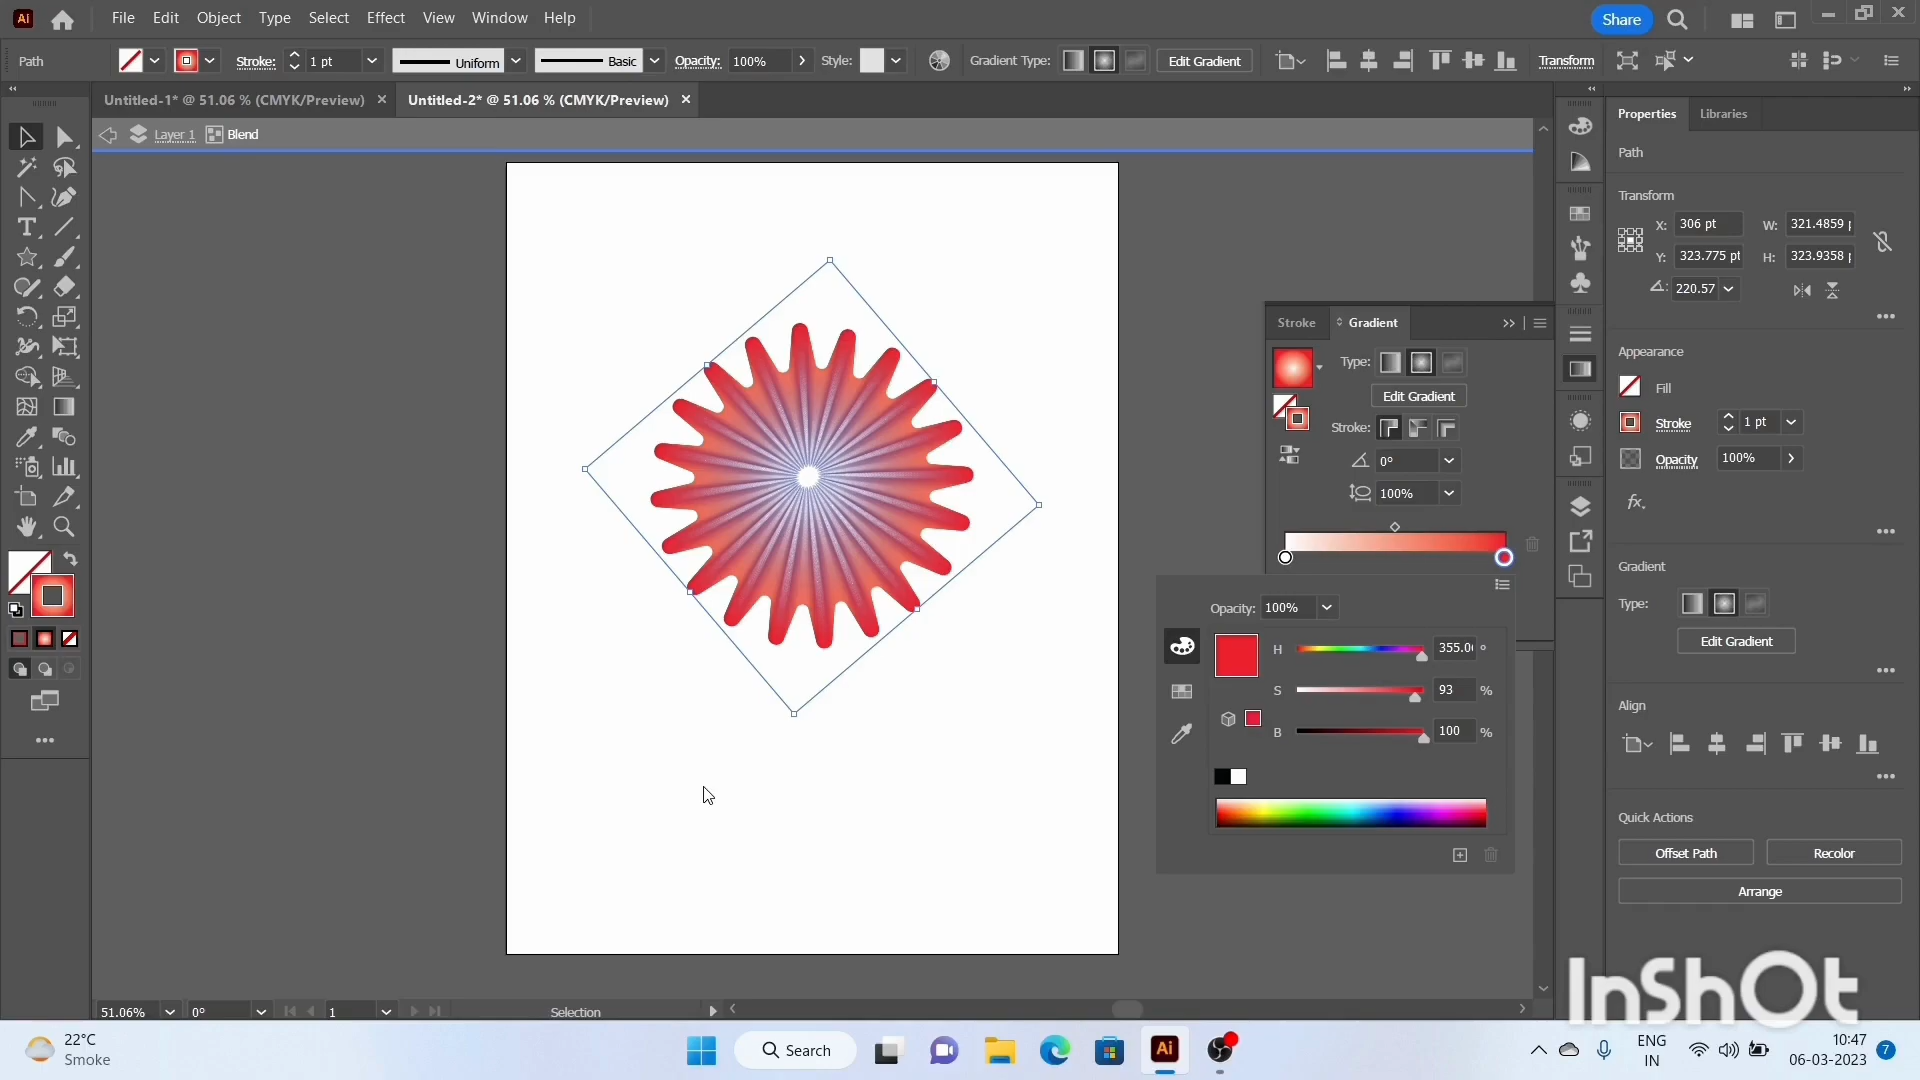 Ai File Edit Object Type Select Effect View Window Help Share
Path Stroke: 1 pt Uniform Basic Opacity: 100% Style: Gradient Type: Edit Gradient Transform
Untitled-1* @ 51.06 % (CMYK/Preview) Untitled-2* @ 51.06 % (CMYK/Preview)
Layer 1 Blend
Properties Libraries
Path
Transform
X: 306 pt W: 321.4859
Y: 323.775 pt H: 323.9358
220.57
Appearance
Fill
Stroke 1 pt
Opacity 100%
fx.
Gradient
Type:
Edit Gradient
Align
Quick Actions
Offset Path Recolor
Arrange
Stroke Gradient
Type:
Edit Gradient
Stroke:
0°
100%
Opacity: 100%
H 355.0 °
S 93 %
B 100 %
51.06% 0° 1 Selection
InShOt
22°C
Smoke
Search
Ai
ENG
IN
10:47
06-03-2023
7